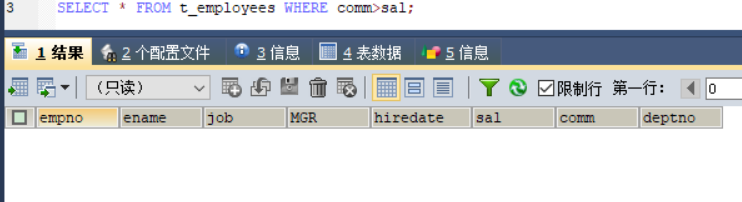 3 SELECT * FROM t_employees WHERE comm>sal;
1 结果 2 个配置文件 3 信息 4 表数据 5 信息
（只读） 限制行 第一行: 0
empno ename job MGR hiredate sal comm deptno